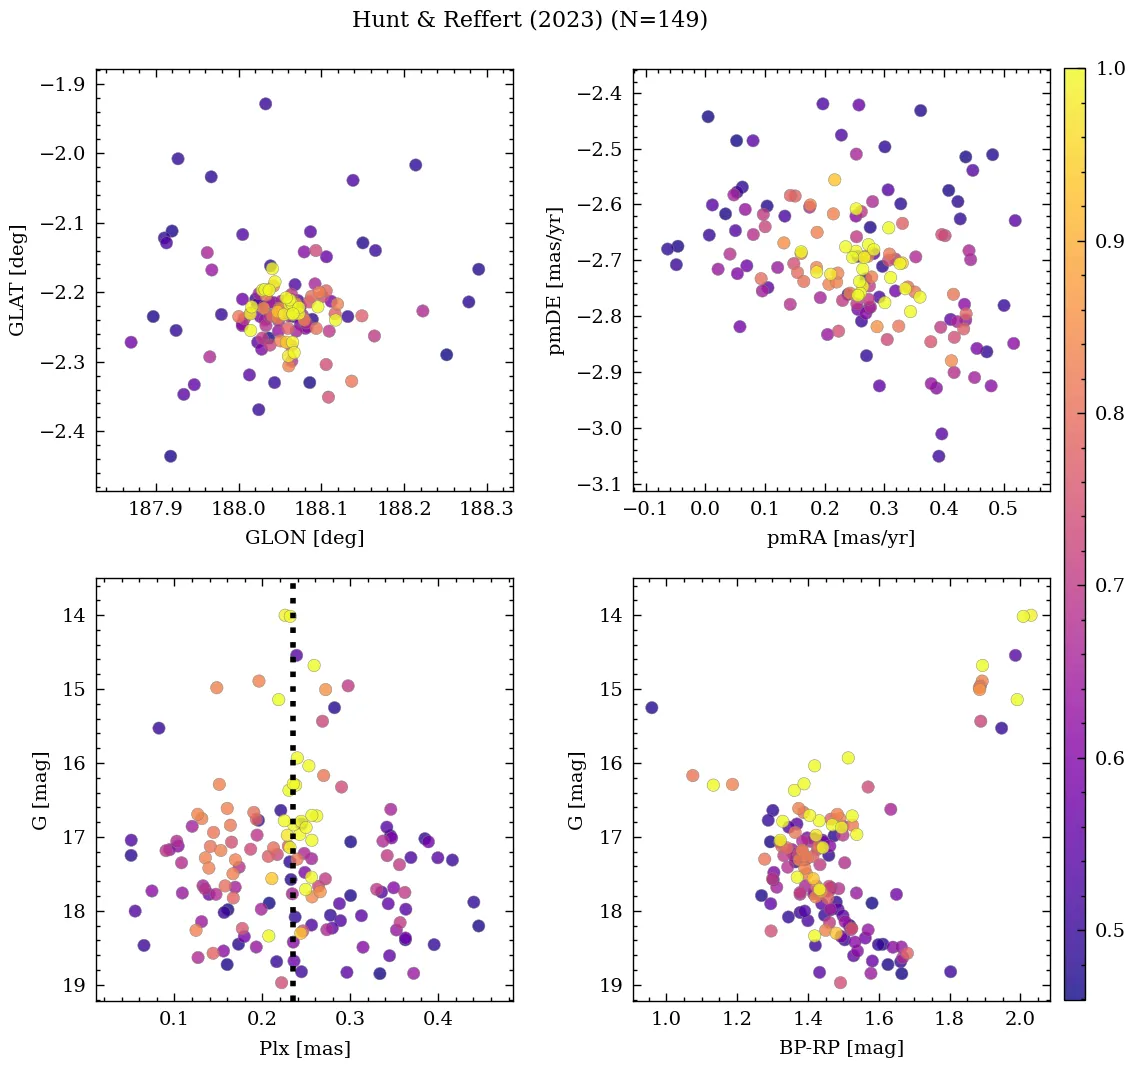 Hunt & Reffert (2023) (N=149)
−1.9
−2.0
−2.1
−2.2
−2.3
−2.4
GLAT [deg]
187.9 188.0 188.1 188.2 188.3
GLON [deg]
−2.4
−2.5
−2.6
−2.7
−2.8
−2.9
−3.0
−3.1
pmDE [mas/yr]
−0.1 0.0 0.1 0.2 0.3 0.4 0.5
pmRA [mas/yr]
14
15
16
17
18
19
G [mag]
0.1 0.2 0.3 0.4
Plx [mas]
14
15
16
17
18
19
G [mag]
1.0 1.2 1.4 1.6 1.8 2.0
BP-RP [mag]
1.0
0.9
0.8
0.7
0.6
0.5